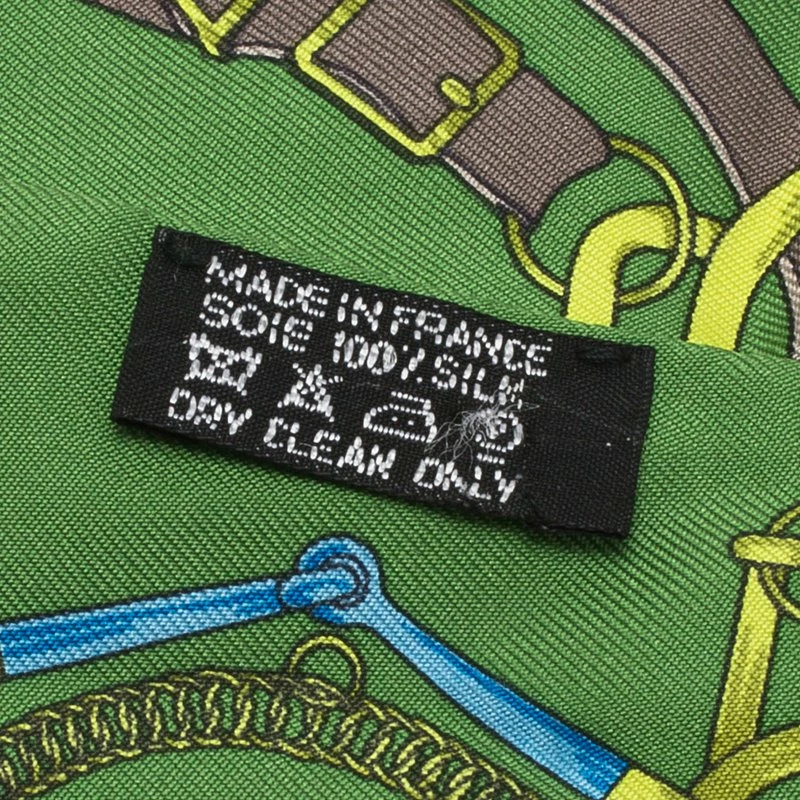 MADE IN FRANCE
SOIE 100% SILK
DRY CLEAN ONLY